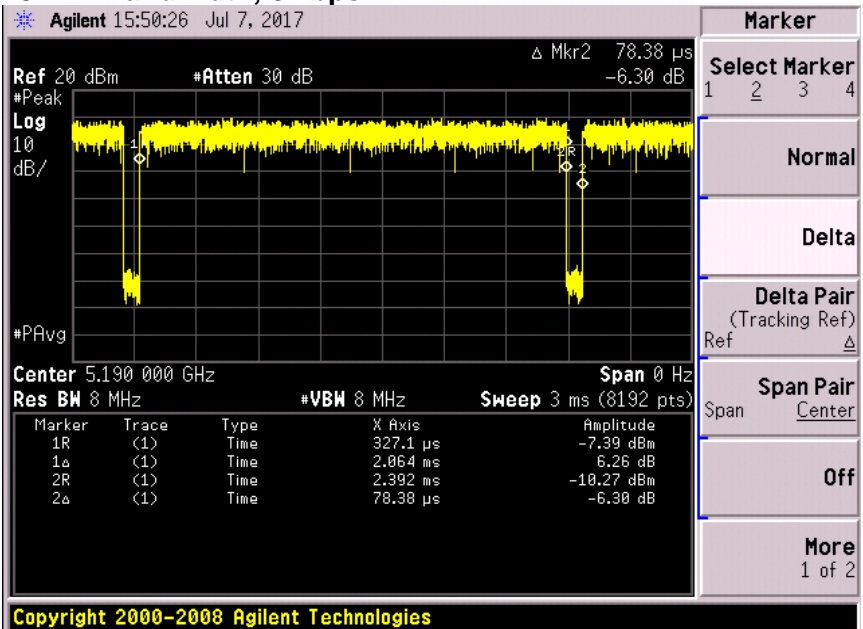 Agilent 15:50:26 Jul 7, 2017
Δ Mkr2 78.38 µs
Ref 20 dBm #Atten 30 dB -6.30 dB
#Peak
Log
10
dB/
1
2R
2
#PAvg
Center 5.190 000 GHz Span 0 Hz
Res BW 8 MHz #VBW 8 MHz Sweep 3 ms (8192 pts)
Marker Trace Type X Axis Amplitude
1R (1) Time 327.1 µs -7.39 dBm
1Δ (1) Time 2.064 ms 6.26 dB
2R (1) Time 2.392 ms -10.27 dBm
2Δ (1) Time 78.38 µs -6.30 dB
Marker
Select Marker
1 2 3 4
Normal
Delta
Delta Pair
(Tracking Ref)
Ref Δ
Span Pair
Span Center
Off
More
1 of 2
Copyright 2000-2008 Agilent Technologies